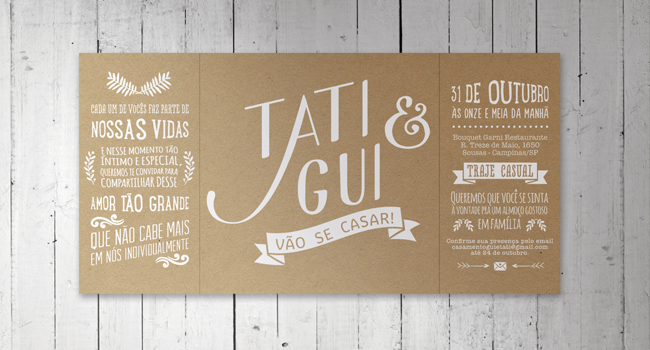 CADA UM DE VOCÊS FAZ PARTE DE
NOSSAS VIDAS
E NESSE MOMENTO TÃO
ÍNTIMO E ESPECIAL,
QUEREMOS TE CONVIDAR PARA
COMPARTILHAR DESSE
AMOR TÃO GRANDE
QUE NÃO CABE MAIS
EM NÓS INDIVIDUALMENTE
TATI &
GUI
VÃO SE CASAR!
31 DE OUTUBRO
ÀS ONZE E MEIA DA MANHÃ
Bouquet Garni Restaurante
R. Treze de Maio, 1650
Sousas - Campinas/SP
TRAJE CASUAL
QUEREMOS QUE VOCÊ SE SINTA
À VONTADE PRA UM ALMOÇO GOSTOSO
EM FAMÍLIA
Confirme sua presença pelo email
casamentoguietati@gmail.com
até 24 de outubro.